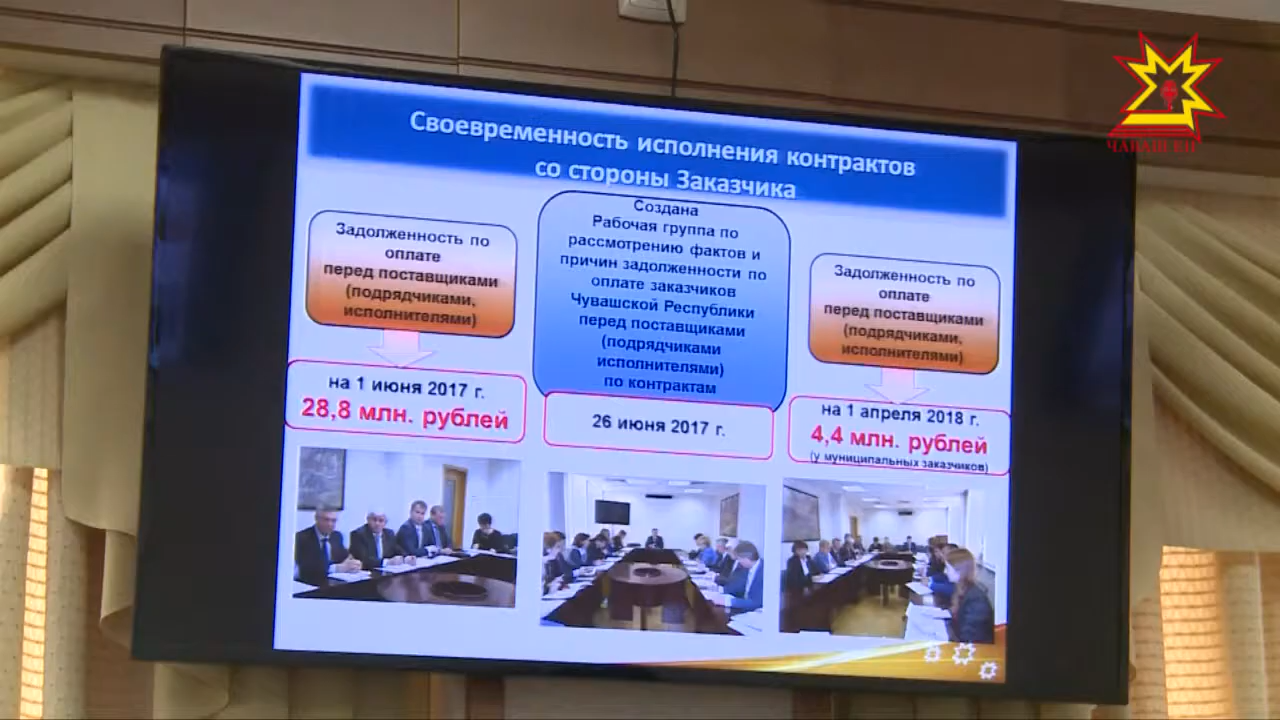 Своевременность исполнения контрактов
со стороны Заказчика
Задолженность по
оплате
перед поставщиками
(подрядчиками,
исполнителями)
на 1 июня 2017 г.
28,8 млн. рублей
Создана
Рабочая группа по
рассмотрению фактов и
причин задолженности по
оплате заказчиков
Чувашской Республики
перед поставщиками
(подрядчиками
исполнителями)
по контрактам
26 июня 2017 г.
Задолженность по
оплате
перед поставщиками
(подрядчиками,
исполнителями)
на 1 апреля 2018 г.
4,4 млн. рублей
(у муниципальных заказчиков)
ЧӐВАШ ЕН